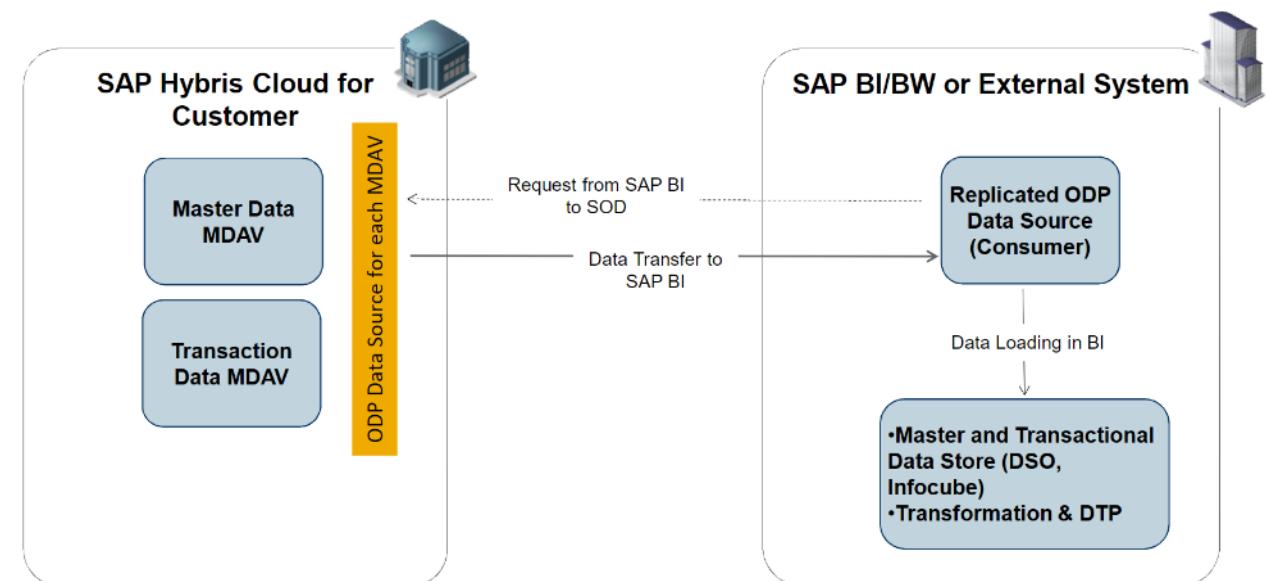 SAP Hybris Cloud for
Customer
Master Data
MDAV
Transaction
Data MDAV
ODP Data Source for each MDAV
Request from SAP BI
to SOD
Data Transfer to
SAP BI
SAP BI/BW or External System
Replicated ODP
Data Source
(Consumer)
Data Loading in BI
•Master and Transactional
Data Store (DSO,
Infocube)
•Transformation & DTP